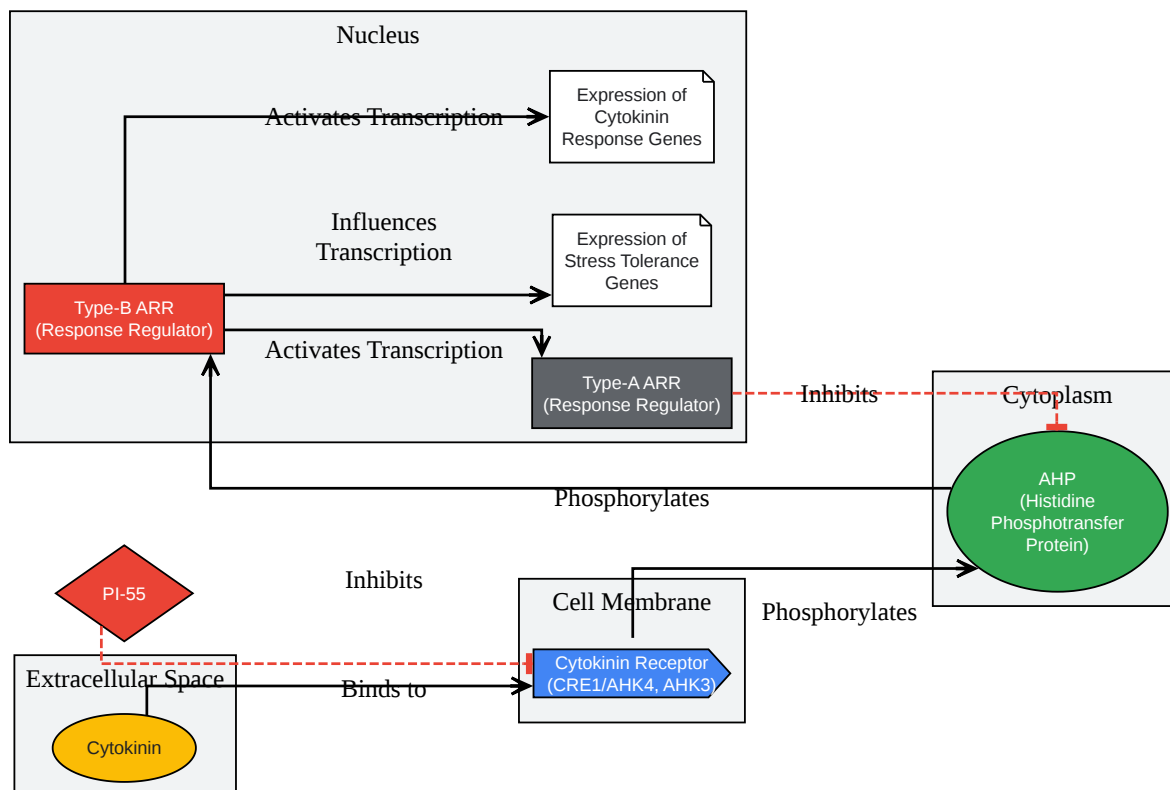 Nucleus
Activates Transcription
Expression of
Cytokinin
Response Genes
Influences
Transcription
Expression of
Stress Tolerance
Genes
Type-B ARR
(Response Regulator)
Activates Transcription
Type-A ARR
(Response Regulator)
Inhibits
Cytoplasm
AHP
(Histidine
Phosphotransfer
Protein)
Phosphorylates
PI-55
Inhibits
Cell Membrane
Phosphorylates
Extracellular Space
Binds to
Cytokinin Receptor
(CRE1/AHK4, AHK3)
Cytokinin